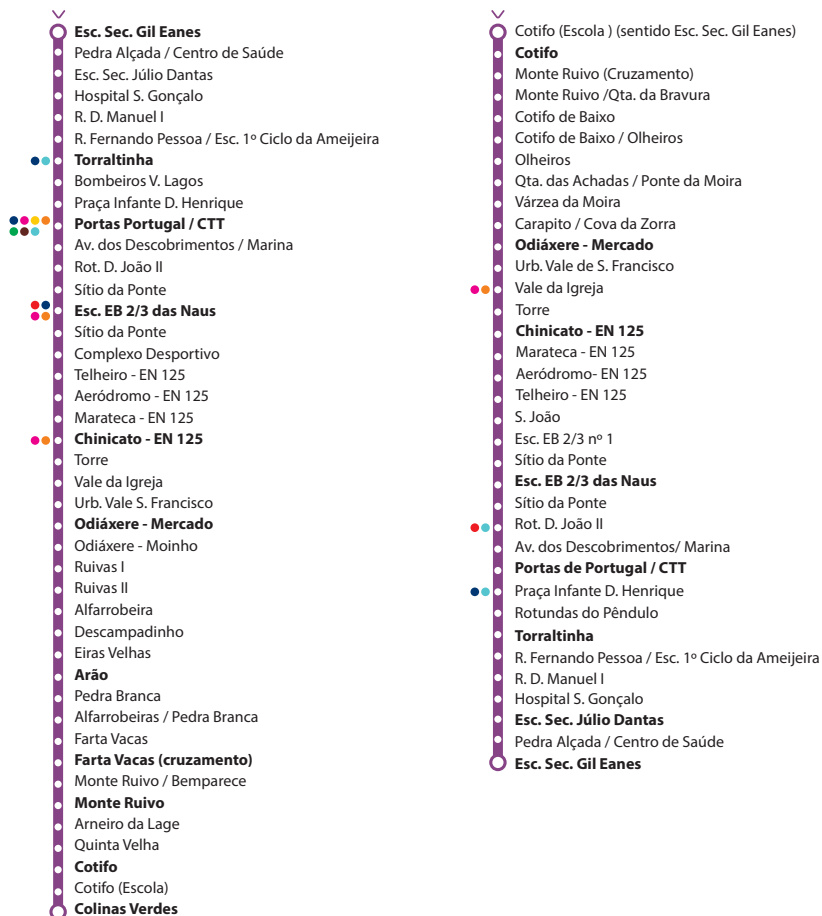 Esc. Sec. Gil Eanes
Pedra Alçada / Centro de Saúde
Esc. Sec. Júlio Dantas
Hospital S. Gonçalo
R. D. Manuel I
R. Fernando Pessoa / Esc. 1º Ciclo da Ameijeira
Torraltinha
Bombeiros V. Lagos
Praça Infante D. Henrique
Portas Portugal / CTT
Av. dos Descobrimentos / Marina
Rot. D. João II
Sítio da Ponte
Esc. EB 2/3 das Naus
Sítio da Ponte
Complexo Desportivo
Telheiro - EN 125
Aeródromo - EN 125
Marateca - EN 125
Chinicato - EN 125
Torre
Vale da Igreja
Urb. Vale S. Francisco
Odiáxere - Mercado
Odiáxere - Moinho
Ruivas I
Ruivas II
Alfarrobeira
Descampadinho
Eiras Velhas
Arão
Pedra Branca
Alfarrobeiras / Pedra Branca
Farta Vacas
Farta Vacas (cruzamento)
Monte Ruivo / Bemparece
Monte Ruivo
Arneiro da Lage
Quinta Velha
Cotifo
Cotifo (Escola)
Colinas Verdes
Cotifo (Escola ) (sentido Esc. Sec. Gil Eanes)
Cotifo
Monte Ruivo (Cruzamento)
Monte Ruivo /Qta. da Bravura
Cotifo de Baixo
Cotifo de Baixo / Olheiros
Olheiros
Qta. das Achadas / Ponte da Moira
Várzea da Moira
Carapito / Cova da Zorra
Odiáxere - Mercado
Urb. Vale de S. Francisco
Vale da Igreja
Torre
Chinicato - EN 125
Marateca - EN 125
Aeródromo- EN 125
Telheiro - EN 125
S. João
Esc. EB 2/3 nº 1
Sítio da Ponte
Esc. EB 2/3 das Naus
Sítio da Ponte
Rot. D. João II
Av. dos Descobrimentos/ Marina
Portas de Portugal / CTT
Praça Infante D. Henrique
Rotundas do Pêndulo
Torraltinha
R. Fernando Pessoa / Esc. 1º Ciclo da Ameijeira
R. D. Manuel I
Hospital S. Gonçalo
Esc. Sec. Júlio Dantas
Pedra Alçada / Centro de Saúde
Esc. Sec. Gil Eanes